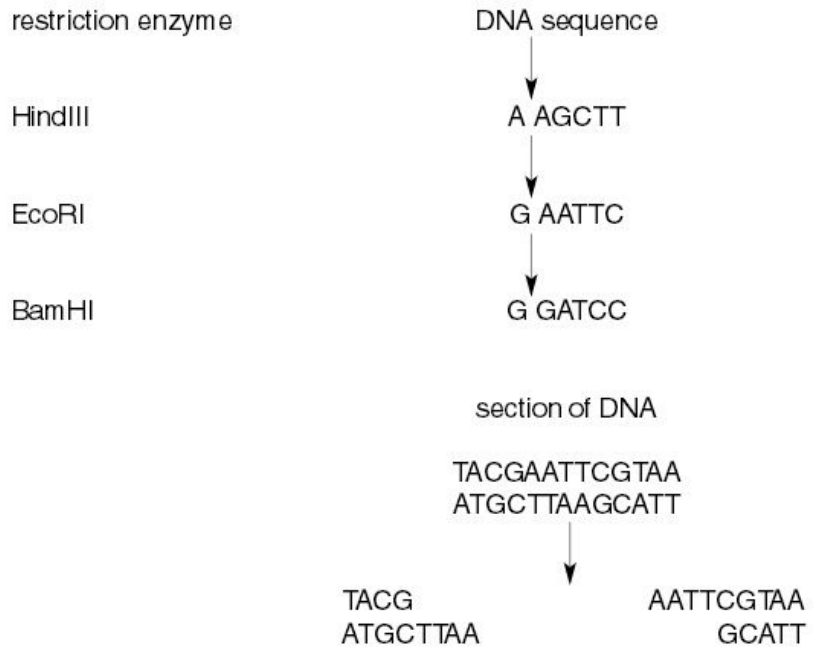 restriction enzyme DNA sequence
HindIII A AGCTT
EcoRI G AATTC
BamHI G GATCC
section of DNA
TACGAATTCGTAA
ATGCTTAAGCATT
TACG AATTCGTAA
ATGCTTAA GCATT